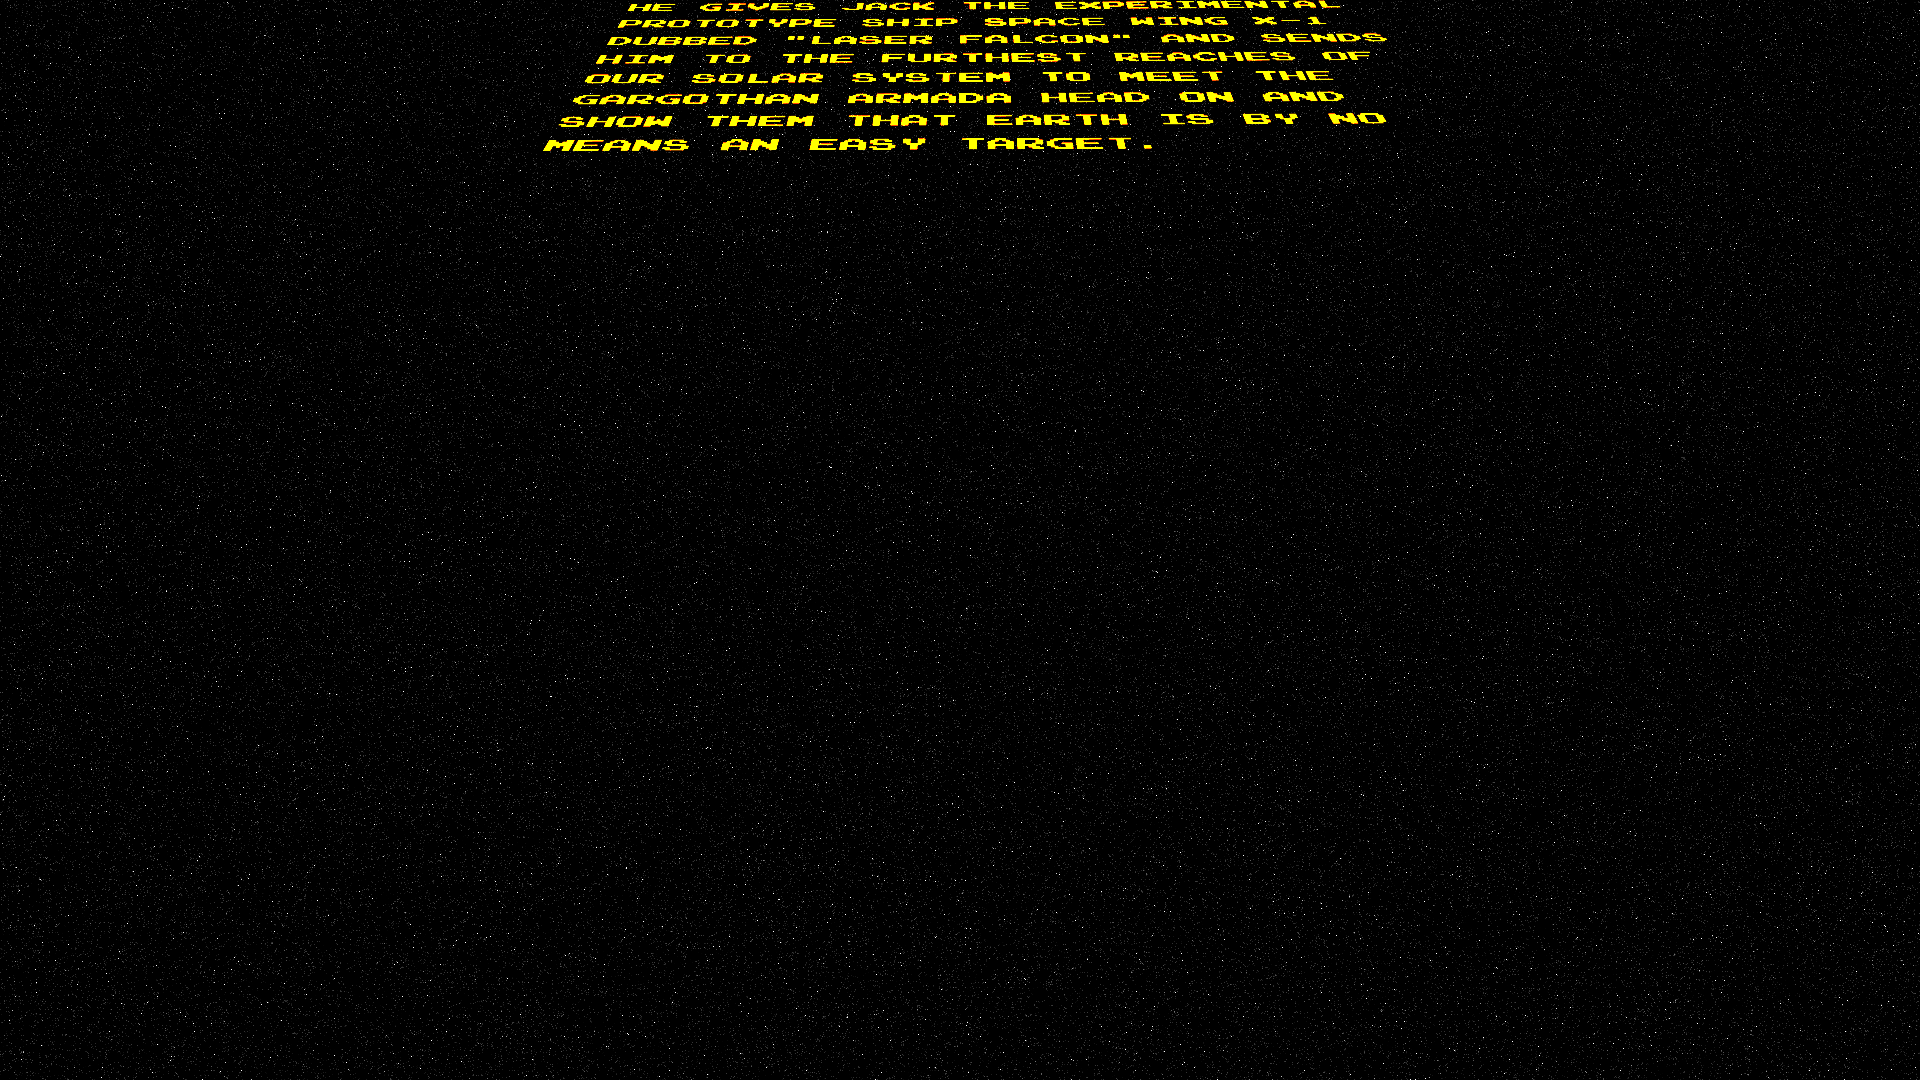 HE GIVES JACK THE EXPERIMENTAL
PROTOTYPE SHIP SPACE WING X-1
DUBBED "LASER FALCON" AND SENDS
HIM TO THE FURTHEST REACHES OF
OUR SOLAR SYSTEM TO MEET THE
GARGOTHAN ARMADA HEAD ON AND
SHOW THEM THAT EARTH IS BY NO
MEANS AN EASY TARGET.